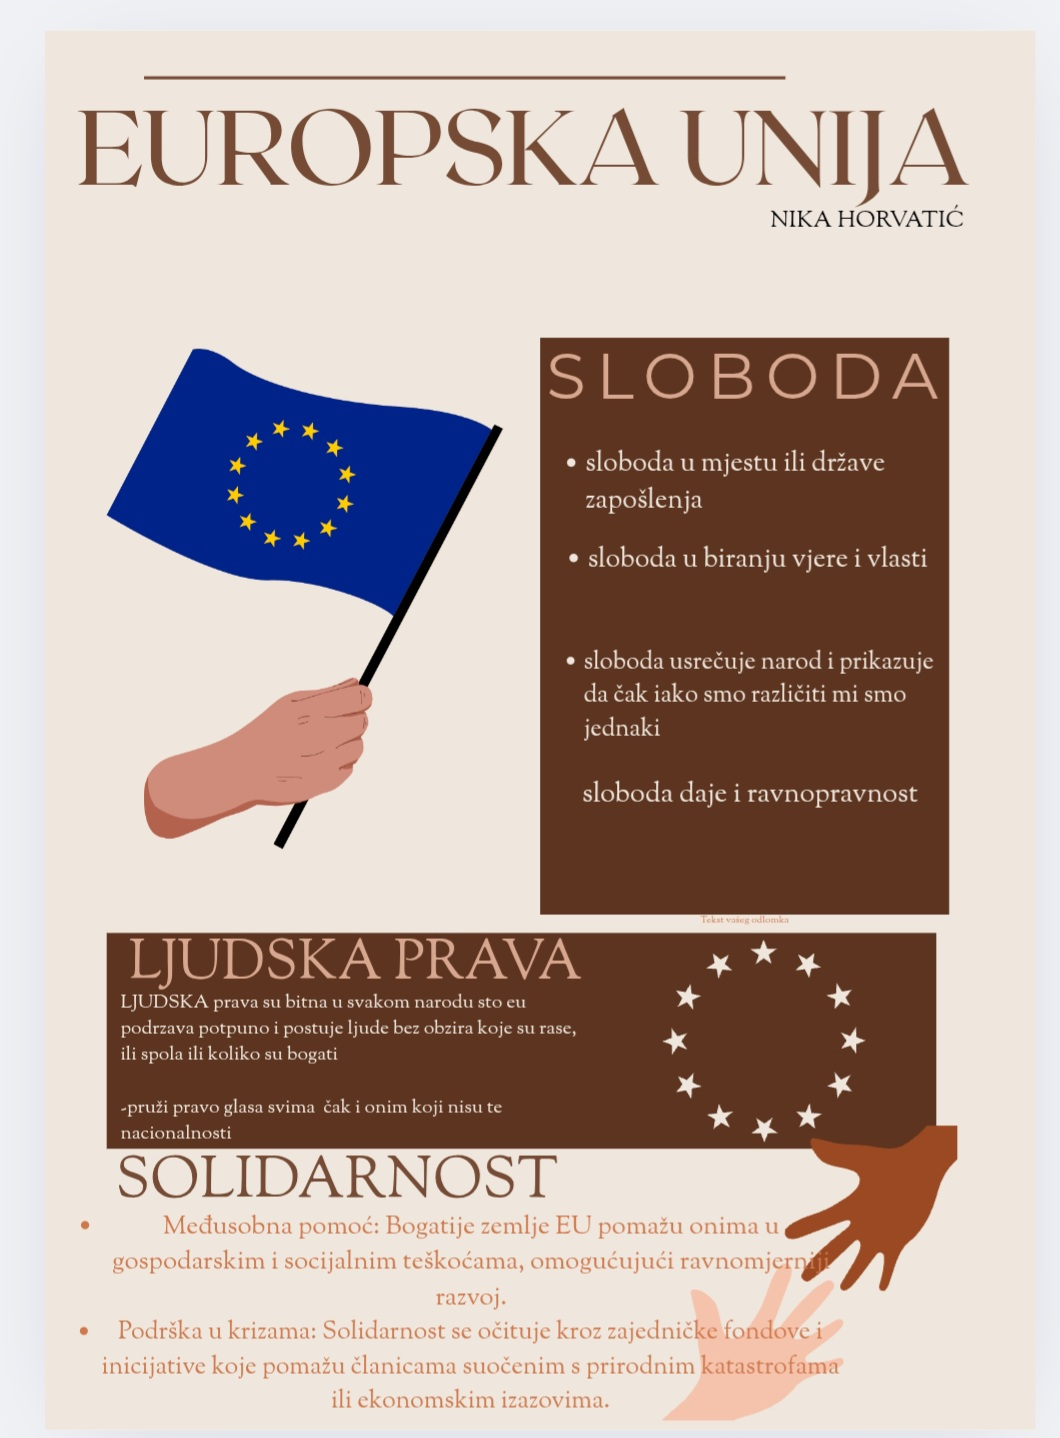 EUROPSKA UNIJA
NIKA HORVATIĆ
SLOBODA
• sloboda u mjestu ili države
zapošlenja
• sloboda u biranju vjere i vlasti
• sloboda usrečuje narod i prikazuje
da čak iako smo različiti mi smo
jednaki
sloboda daje i ravnopravnost
Tekst vašeg odlomka
LJUDSKA PRAVA
LJUDSKA prava su bitna u svakom narodu sto eu
podrzava potpuno i postuje ljude bez obzira koje su rase,
ili spola ili koliko su bogati
-pruži pravo glasa svima čak i onim koji nisu te
nacionalnosti
SOLIDARNOST
• Međusobna pomoć: Bogatije zemlje EU pomažu onima u
gospodarskim i socijalnim teškoćama, omogućujući ravnomjerniji
razvoj.
• Podrška u krizama: Solidarnost se očituje kroz zajedničke fondove i
inicijative koje pomažu članicama suočenim s prirodnim katastrofama
ili ekonomskim izazovima.